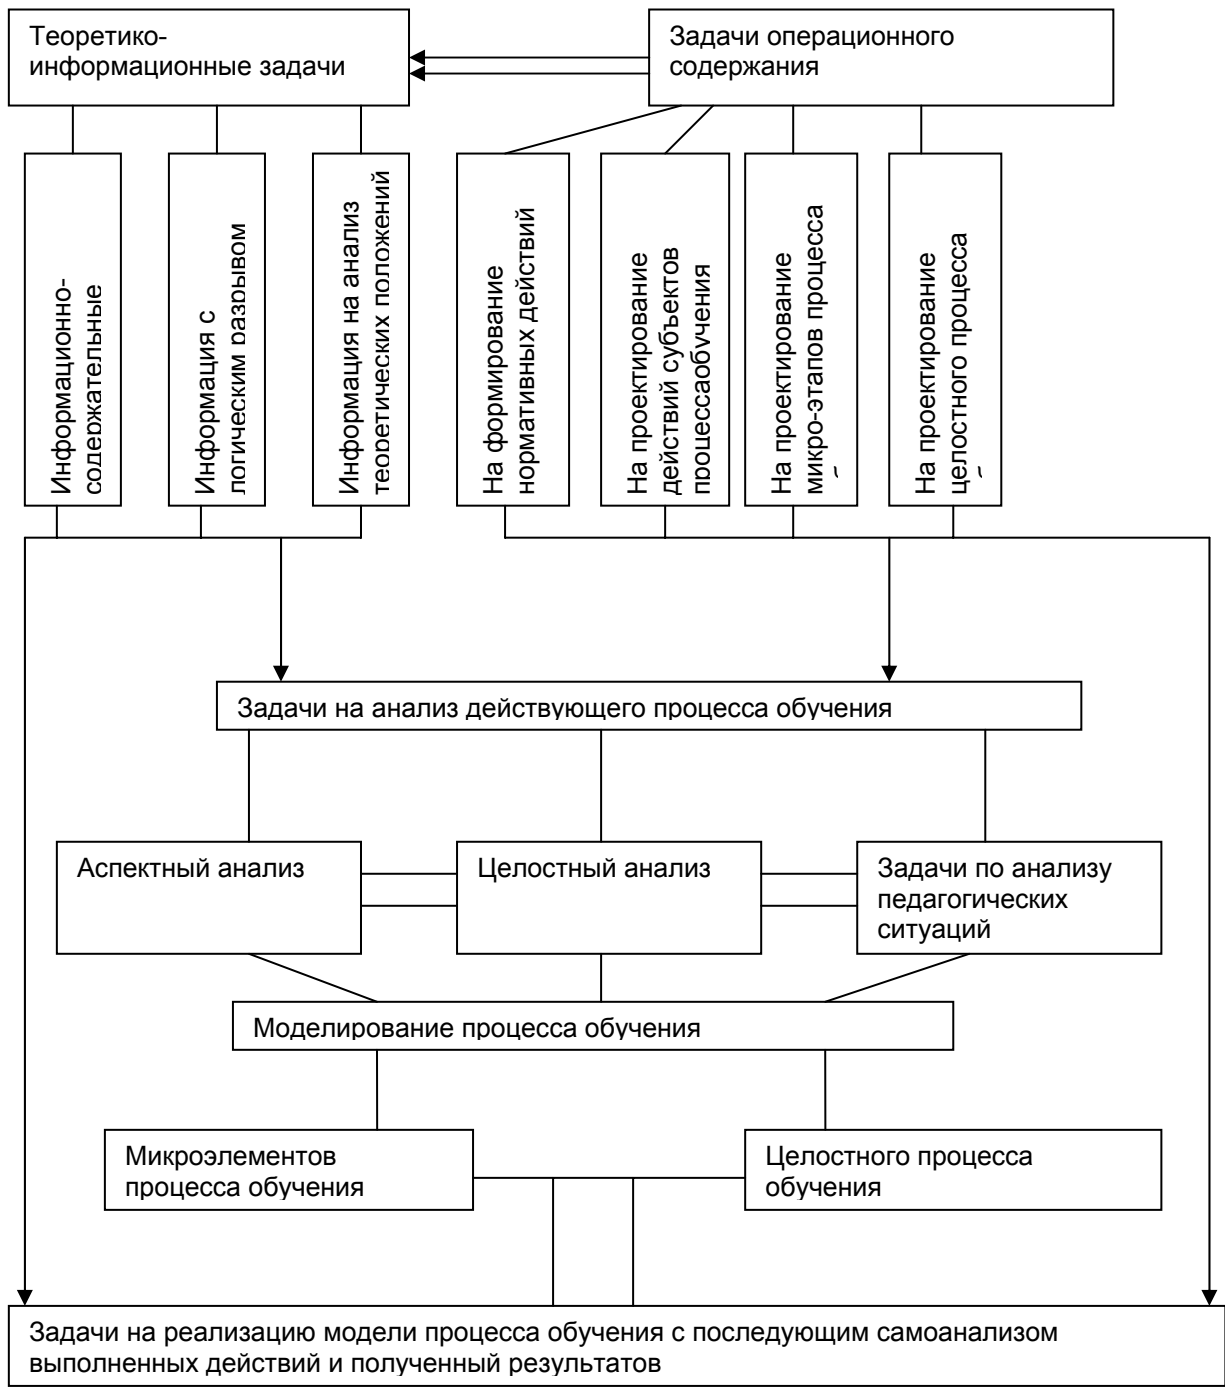 Теоретико-
информационные задачи
Задачи операционного
содержания
Информационно-
содержательные
Информация с
логическим разрывом
Информация на анализ
теоретических положений
На формирование
нормативных действий
На проектирование
действий субъектов
процессаобучения
На проектирование
микро-этапов процесса
На проектирование
целостного процесса
Задачи на анализ действующего процесса обучения
Аспектный анализ
Целостный анализ
Задачи по анализу
педагогических
ситуаций
Моделирование процесса обучения
Микроэлементов
процесса обучения
Целостного процесса
обучения
Задачи на реализацию модели процесса обучения с последующим самоанализом
выполненных действий и полученный результатов